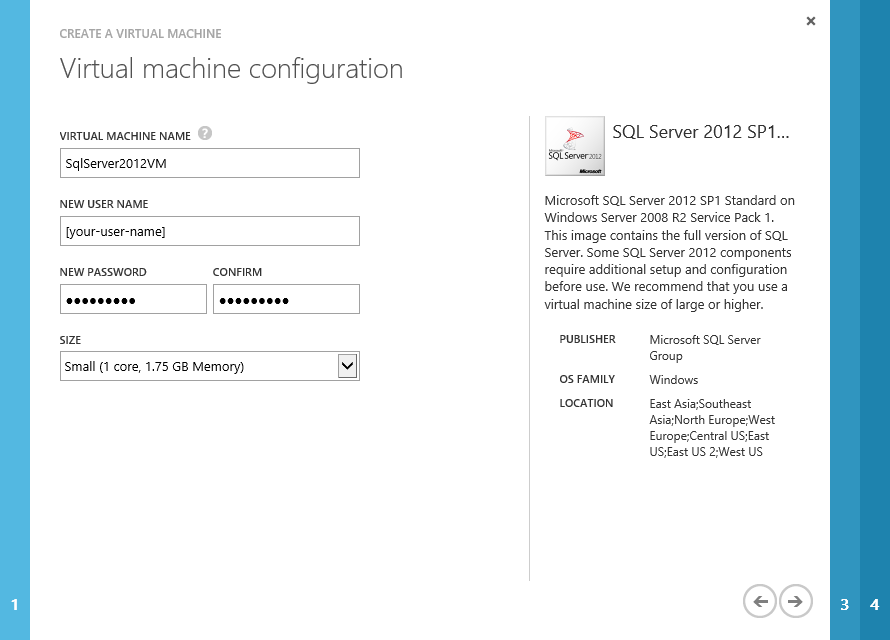 CREATE A VIRTUAL MACHINE
Virtual machine configuration
VIRTUAL MACHINE NAME ?
SqlServer2012VM
NEW USER NAME
[your-user-name]
NEW PASSWORD CONFIRM
●●●●●●●●● ●●●●●●●●●
SIZE
Small (1 core, 1.75 GB Memory)
Microsoft
SQL Server 2012
Microsoft
SQL Server 2012 SP1...
Microsoft SQL Server 2012 SP1 Standard on
Windows Server 2008 R2 Service Pack 1.
This image contains the full version of SQL
Server. Some SQL Server 2012 components
require additional setup and configuration
before use. We recommend that you use a
virtual machine size of large or higher.
PUBLISHER Microsoft SQL Server
Group
OS FAMILY Windows
LOCATION East Asia;Southeast
Asia;North Europe;West
Europe;Central US;East
US;East US 2;West US
1
3
4